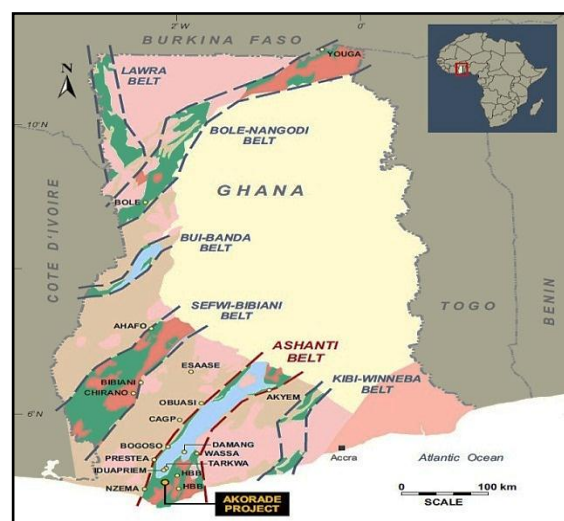 2°W
0°
BURKINA FASO
YOUGA
LAWRA
BELT
N
10°N
BOLE-NANGODI
BELT
GHANA
BOLE
COTE D'IVOIRE
BUI-BANDA
BELT
TOGO
BENIN
SEFWI-BIBIANI
BELT
AHAFO
ASHANTI
BELT
ESAASE
KIBI-WINNEBA
BELT
BIBIANI
CHIRANO
AKYEM
OBUASI
6°N
CAGP
BOGOSO
DAMANG
PRESTEA
WASSA
IDUAPRIEM
TARKWA
Accra
Atlantic Ocean
HBB
NZEMA
HBB
0
100 km
SCALE
AKORADE
PROJECT